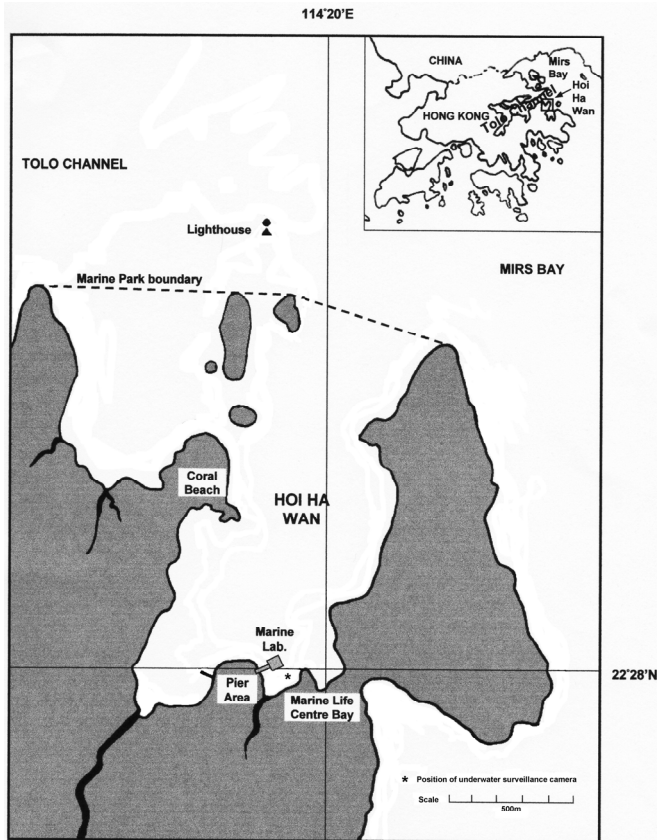 114°20'E
CHINA
Mirs
Bay
Hoi
Ha
Wan
HONG KONG
Tolo Channel
TOLO CHANNEL
Lighthouse
MIRS BAY
Marine Park boundary
Coral
Beach
HOI HA
WAN
Marine
Lab.
22°28'N
Pier
Area
*
Marine Life
Centre Bay
* Position of underwater surveillance camera
Scale
500m